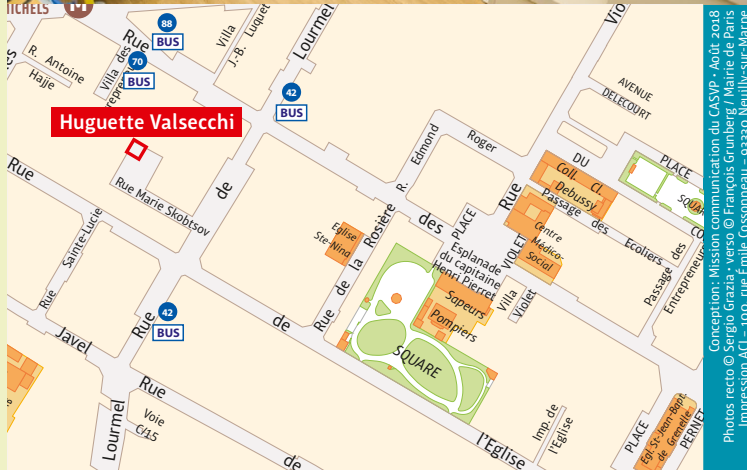 MICHELS M
88
BUS
Rue
Villa
J.-B. Luquet
Lourmel
R. Antoine
Hajje
Villa des
70
BUS
42
BUS
Huguette Valsecchi
Rue
Rue Marie Skobtsov
de
Sainte-Lucie
Rue
42
BUS
Rue
Javel
Rue
Voie
C/15
Lourmel
de
Eglise
Ste-Nina
Rue de la Rosière
R. Edmond
Roger
des
PLACE
VIOLET
Rue
Esplanade
du Capitaine
Henri Pierret
Sapeurs
Pompiers
Villa
Violet
SQUARE
de
l'Eglise
Imp. de
l'Eglise
AVENUE
DELECOURT
DU
Coll. Cl.
Debussy
Passage des Ecoliers
Centre
Médico-
Social
PLACE
Passage des
Entrepreneurs
PLACE
PERNET
Egl. St-Jean-Bapt.
de Grenelle
Conception : Mission communication du CASVP • Août 2018
Photos recto © Sergio Grazia • verso © François Grunberg / Mairie de Paris